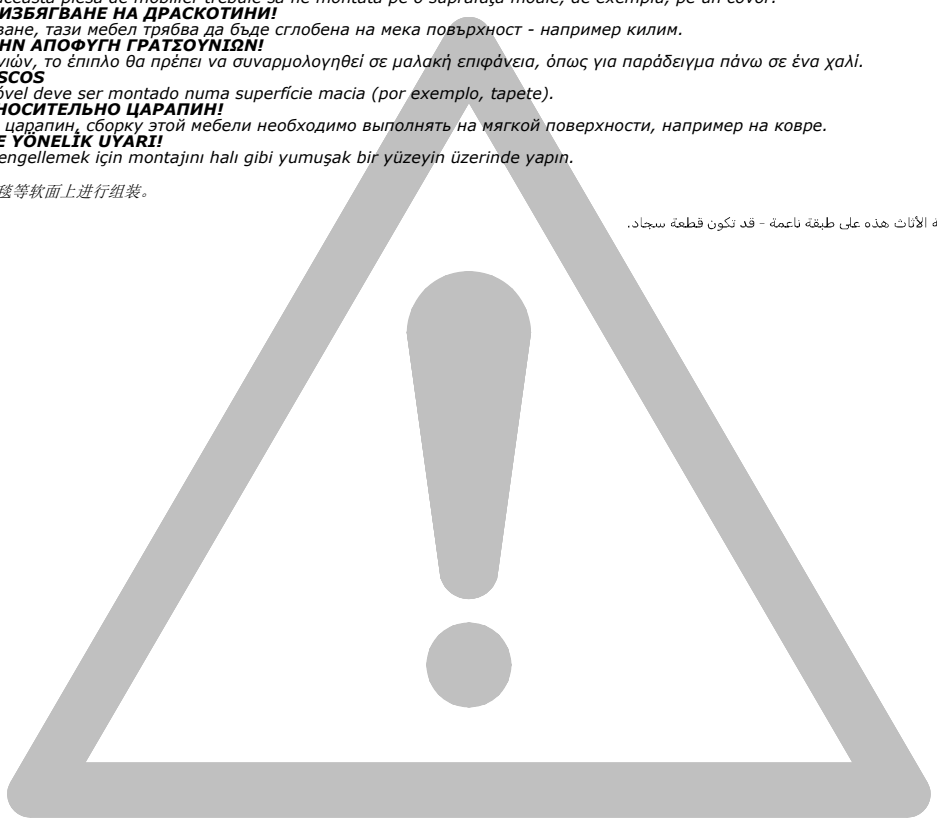 această piesă de mobilier trebuie să fie montată pe o suprafaţă moale, de exemplu, pe un covor.
ИЗБЯГВАНЕ НА ДРАСКОТИНИ!
ване, тази мебел трябва да бъде сглобена на мека повърхност - например килим.
ΗΝ ΑΠΟΦΥΓΗ ΓΡΑΤΣΟΥΝΙΩΝ!
νιών, το έπιπλο θα πρέπει να συναρμολογηθεί σε μαλακή επιφάνεια, όπως για παράδειγμα πάνω σε ένα χαλί.
SCOS
óvel deve ser montado numa superfície macia (por exemplo, tapete).
НОСИТЕЛЬНО ЦАРАПИН!
царапин, сборку этой мебели необходимо выполнять на мягкой поверхности, например на ковре.
E YÖNELİK UYARI!
engellemek için montajını halı gibi yumuşak bir yüzeyin üzerinde yapın.
毯等软面上进行组装。
ة الأثاث هذه على طبقة ناعمة - قد تكون قطعة سجاد.